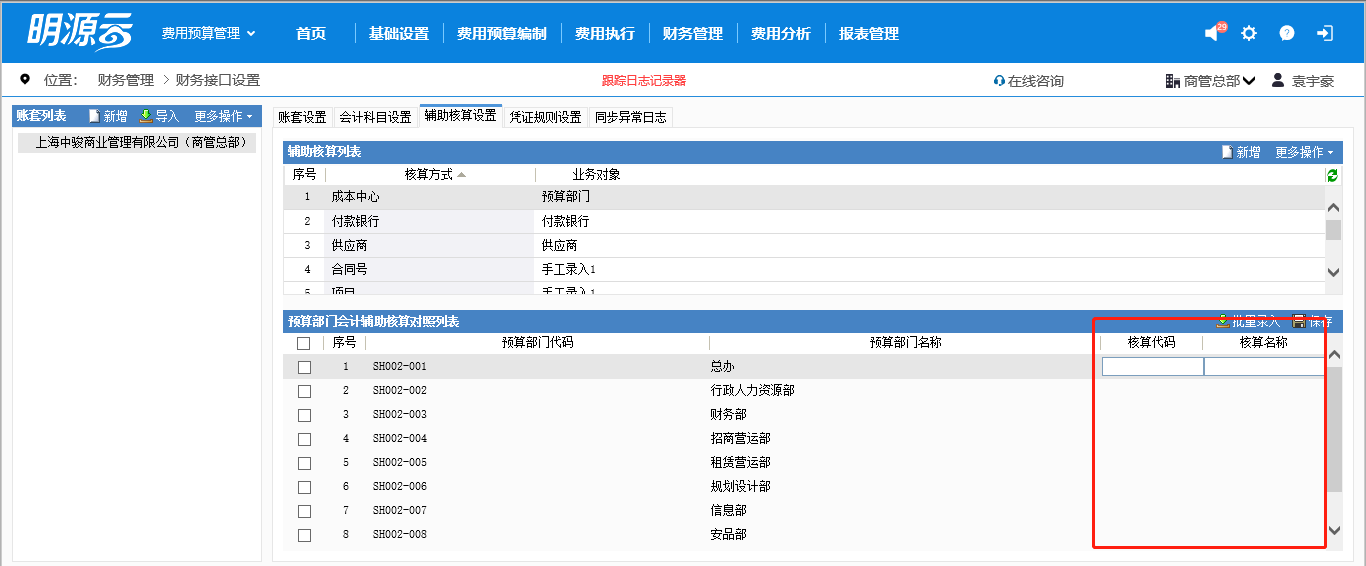 明源云 费用预算管理 首页 基础设置 费用预算编制 费用执行 财务管理 费用分析 报表管理 29
位置： 财务管理 > 财务接口设置 跟踪日志记录器 在线咨询 商管总部 袁宇豪
账套列表 新增 导入 更多操作
上海中骏商业管理有限公司（商管总部）
账套设置 会计科目设置 辅助核算设置 凭证规则设置 同步异常日志
辅助核算列表 新增 更多操作
序号 核算方式 业务对象
1 成本中心 预算部门
2 付款银行 付款银行
3 供应商 供应商
4 合同号 手工录入1
5 项目 手工录入1
预算部门会计辅助核算对照列表 批量录入 保存
序号 预算部门代码 预算部门名称 核算代码 核算名称
1 SH002-001 总办
2 SH002-002 行政人力资源部
3 SH002-003 财务部
4 SH002-004 招商营运部
5 SH002-005 租赁营运部
6 SH002-006 规划设计部
7 SH002-007 信息部
8 SH002-008 安品部